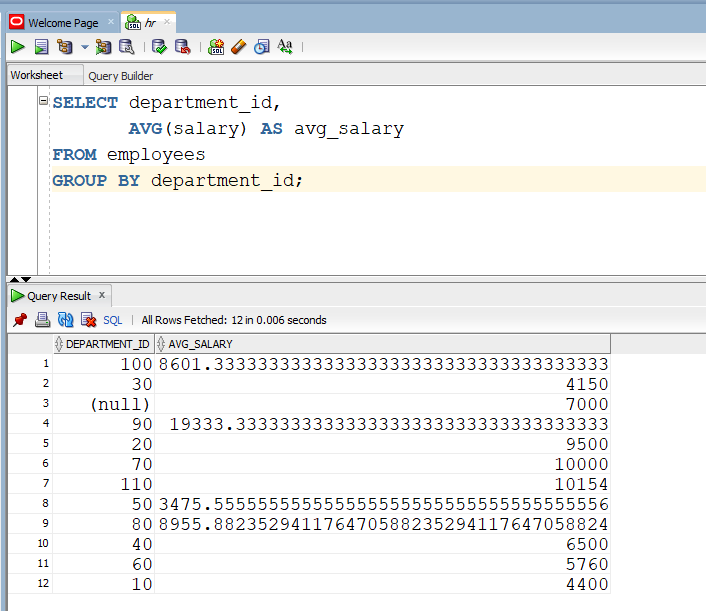 Welcome Page hr
Worksheet Query Builder
SELECT department_id,
AVG(salary) AS avg_salary
FROM employees
GROUP BY department_id;
Query Result
SQL All Rows Fetched: 12 in 0.006 seconds
DEPARTMENT_ID AVG_SALARY
1 100 8601.333333333333333333333333333333333333
2 30 4150
3 (null) 7000
4 90 19333.3333333333333333333333333333333333
5 20 9500
6 70 10000
7 110 10154
8 50 3475.555555555555555555555555555555555556
9 80 8955.882352941176470588235294117647058824
10 40 6500
11 60 5760
12 10 4400